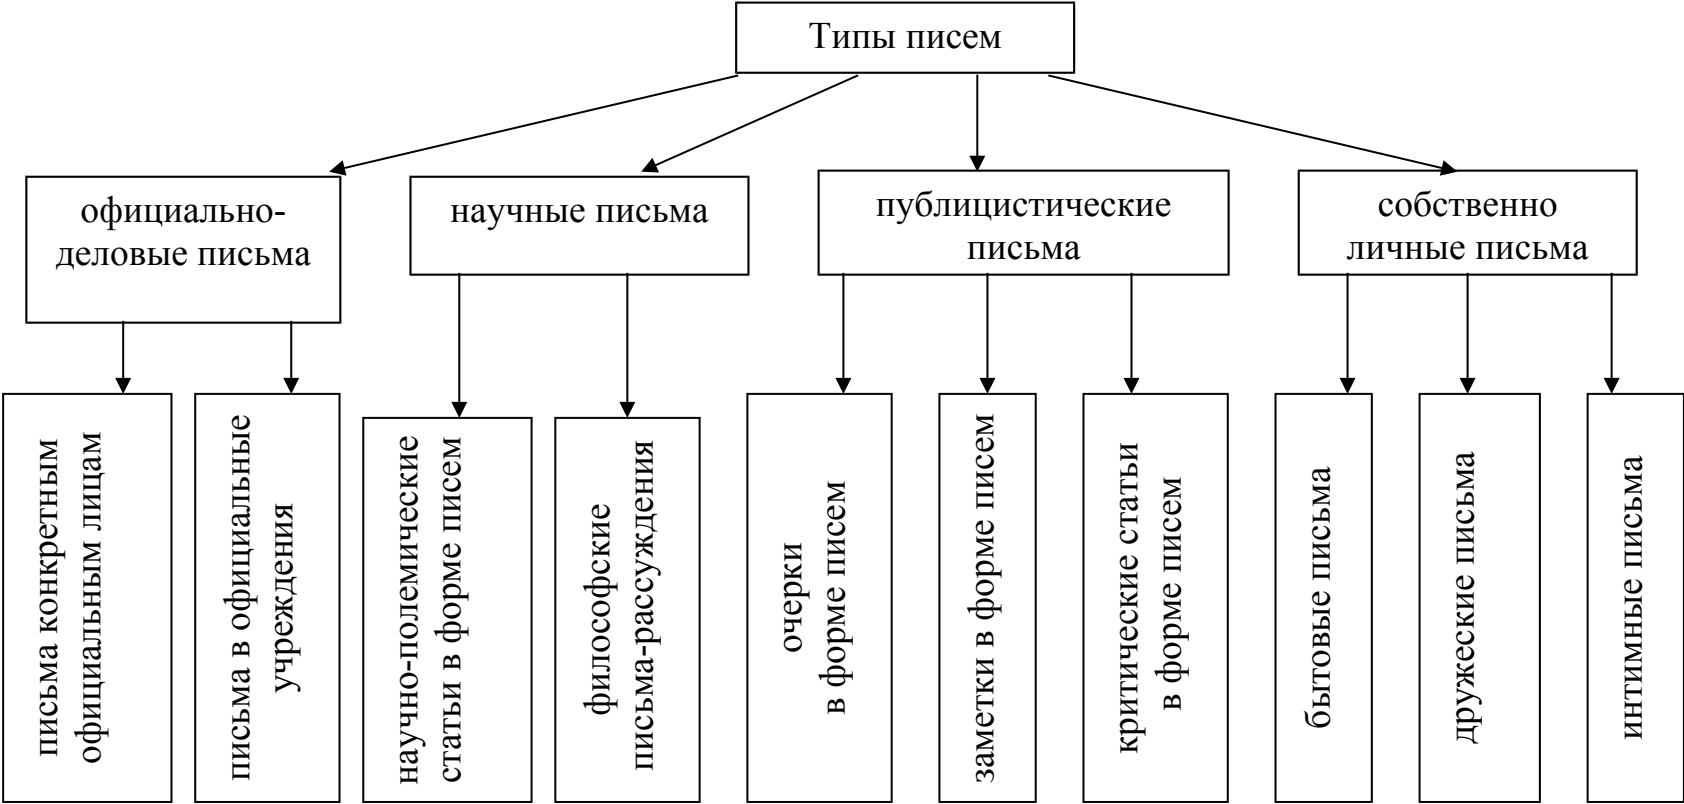 Типы писем
официально-
деловые письма
научные письма
публицистические
письма
собственно
личные письма
письма конкретным
официальным лицам
письма в официальные
учреждения
научно-полемические
статьи в форме писем
философские
письма-рассуждения
очерки
в форме писем
заметки в форме писем
критические статьи
в форме писем
бытовые письма
дружеские письма
интимные письма